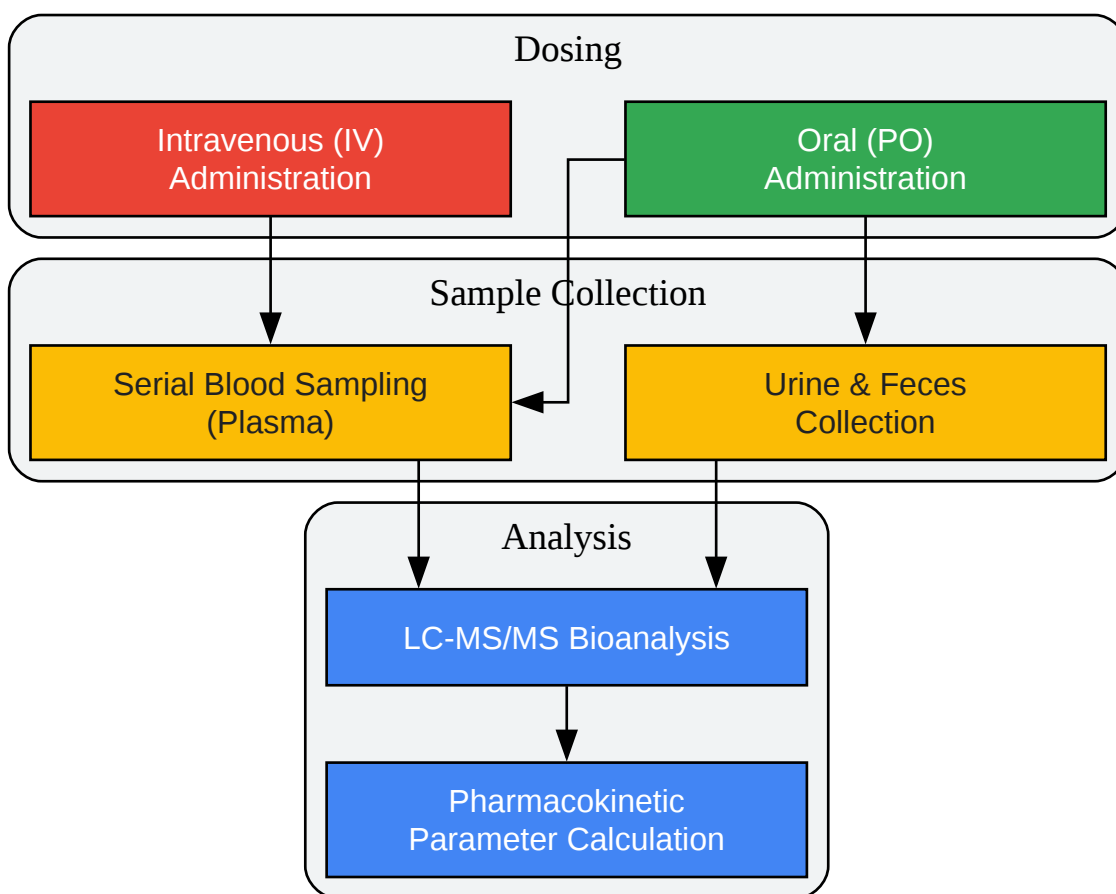 Dosing
Intravenous (IV)
Administration
Oral (PO)
Administration
Sample Collection
Serial Blood Sampling
(Plasma)
Urine & Feces
Collection
Analysis
LC-MS/MS Bioanalysis
Pharmacokinetic
Parameter Calculation